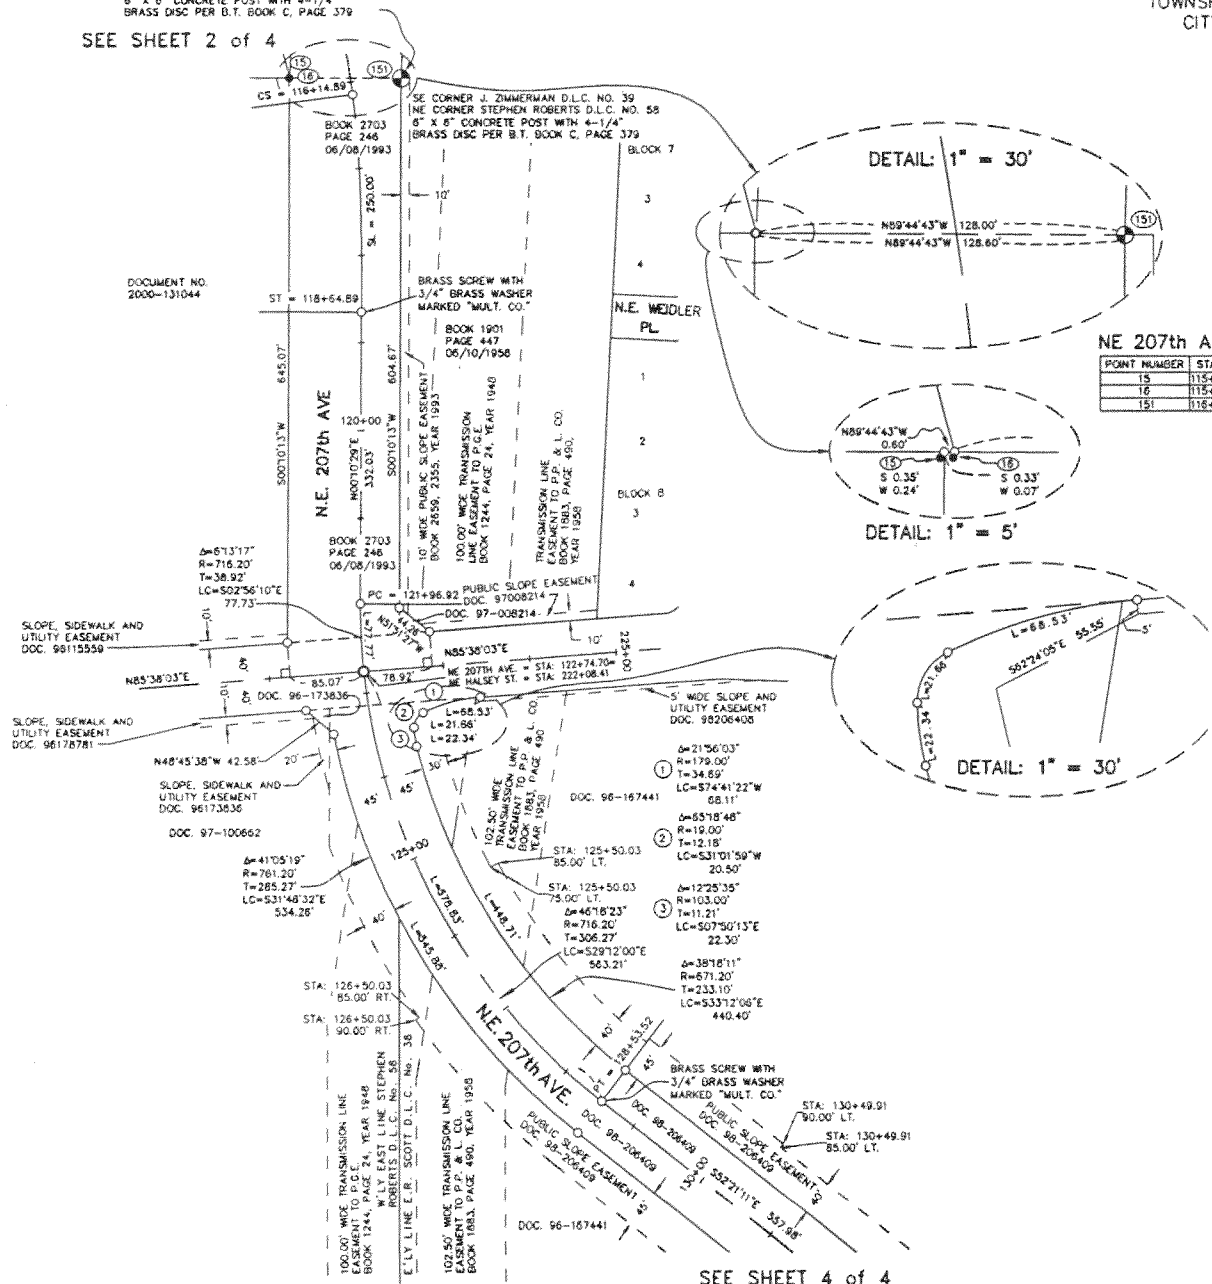 6" X 6" CONCRETE POST WITH 4-1/4"
BRASS DISC PER B.T. BOOK C, PAGE 379
SEE SHEET 2 of 4
CIT
15
16
151
CS = 116+14.89
SE CORNER J. ZIMMERMAN D.L.C. NO. 39
NE CORNER STEPHEN ROBERTS D.L.C. NO. 58
6" X 6" CONCRETE POST WITH 4-1/4"
BRASS DISC PER B.T. BOOK C, PAGE 379
BOOK 2703
PAGE 246
06/08/1993
BLOCK 7
3
4
10'
SL = 250.00'
DOCUMENT NO.
2000-131044
ST = 118+64.89
BRASS SCREW WITH
3/4" BRASS WASHER
MARKED "MULT. CO."
N.E. WEIDLER
PL.
BOOK 1901
PAGE 447
06/10/1958
1
2
BLOCK 8
3
4
S00°10'13"W 645.07'
N.E. 207th AVE
120+00
N00°10'29"E
332.03'
S00°10'13"W 604.67'
10' WIDE PUBLIC SLOPE EASEMENT
BOOK 2659, 2355, YEAR 1993
100.00' WIDE TRANSMISSION
LINE EASEMENT TO P.G.E.
BOOK 1244, PAGE 24, YEAR 1948
TRANSMISSION LINE
EASEMENT TO P.P. & L. CO.
BOOK 1883, PAGE 490,
YEAR 1958
DETAIL: 1" = 30'
N89°44'43"W 128.00'
N89°44'43"W 128.60'
151
NE 207th A
POINT NUMBER STA
15 115+
16 115+
151 116+
N89°44'43"W
0.60'
15
16
S 0.35'
W 0.24'
S 0.33'
W 0.07'
DETAIL: 1" = 5'
BOOK 2703
PAGE 246
06/08/1993
Δ=6°13'17"
R=716.20'
T=38.92'
LC=S02°56'10"E
77.73'
PC = 121+96.92
PUBLIC SLOPE EASEMENT
DOC. 97008214
DOC. 97-008214
44.26'
N51°31'27"W
L=77.77'
10'
225+00
SLOPE, SIDEWALK AND
UTILITY EASEMENT
DOC. 98115559
10'
40'
N85°38'03"E
N85°38'03"E
85.07'
78.92'
NE 207TH AVE. = STA: 122+74.70=
NE HALSEY ST. = STA: 222+08.41
DOC. 96-173836
10'
40'
1
2
3
L=68.53'
L=21.66'
L=22.34'
5' WIDE SLOPE AND
UTILITY EASEMENT
DOC. 98206408
SLOPE, SIDEWALK AND
UTILITY EASEMENT
DOC. 96178781
N48°45'38"W 42.58'
20'
30'
SLOPE, SIDEWALK AND
UTILITY EASEMENT
DOC. 96173836
DOC. 97-100662
45'
45'
102.50' WIDE
TRANSMISSION LINE
EASEMENT TO P.P. & L. CO.
BOOK 1883, PAGE 490
YEAR 1958
DOC. 96-167441
L=68.53'
S62°24'05"E 55.55'
5'
L=21.66'
L=22.34'
DETAIL: 1" = 30'
1
Δ=21°56'03"
R=179.00'
T=34.69'
LC=S74°41'22"W
68.11'
2
Δ=65°18'48"
R=19.00'
T=12.18'
LC=S31°01'59"W
20.50'
3
Δ=12°25'35"
R=103.00'
T=11.21'
LC=S07°50'13"E
22.30'
STA: 125+50.03
85.00' LT.
STA: 125+50.03
75.00' LT.
125+00
Δ=41°05'19"
R=761.20'
T=285.27'
LC=S31°48'32"E
534.26'
L=578.83'
L=448.71'
L=545.88'
Δ=46°18'23"
R=716.20'
T=306.27'
LC=S29°12'00"E
563.21'
Δ=38°18'11"
R=671.20'
T=233.10'
LC=S33°12'06"E
440.40'
40'
STA: 126+50.03
85.00' RT.
STA: 126+50.03
90.00' RT.
N.E. 207th AVE.
40'
PT = 128+53.52
45'
BRASS SCREW WITH
3/4" BRASS WASHER
MARKED "MULT. CO."
STA: 130+49.91
90.00' LT.
STA: 130+49.91
85.00' LT.
PUBLIC SLOPE EASEMENT
DOC. 98-206409
DOC. 98-206409
DOC. 98-206409
PUBLIC SLOPE EASEMENT
DOC. 98-206409
130+00
S52°21'11"E 557.98'
40'
45'
100.00' WIDE TRANSMISSION LINE
EASEMENT TO P.G.E.
BOOK 1244, PAGE 24, YEAR 1948
W'LY EAST LINE STEPHEN
ROBERTS D.L.C. No. 58
E'LY LINE E.R. SCOTT D.L.C. No. 38
102.50' WIDE TRANSMISSION LINE
EASEMENT TO P.P. & L. CO.
BOOK 1883, PAGE 490, YEAR 1958
DOC. 96-167441
SEE SHEET 4 of 4